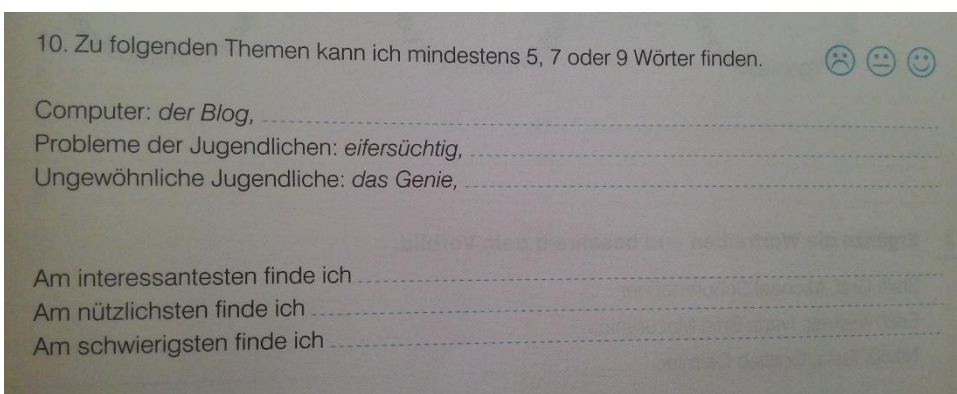 10. Zu folgenden Themen kann ich mindestens 5, 7 oder 9 Wörter finden.
Computer: der Blog,
Probleme der Jugendlichen: eifersüchtig,
Ungewöhnliche Jugendliche: das Genie,
Am interessantesten finde ich
Am nützlichsten finde ich
Am schwierigsten finde ich